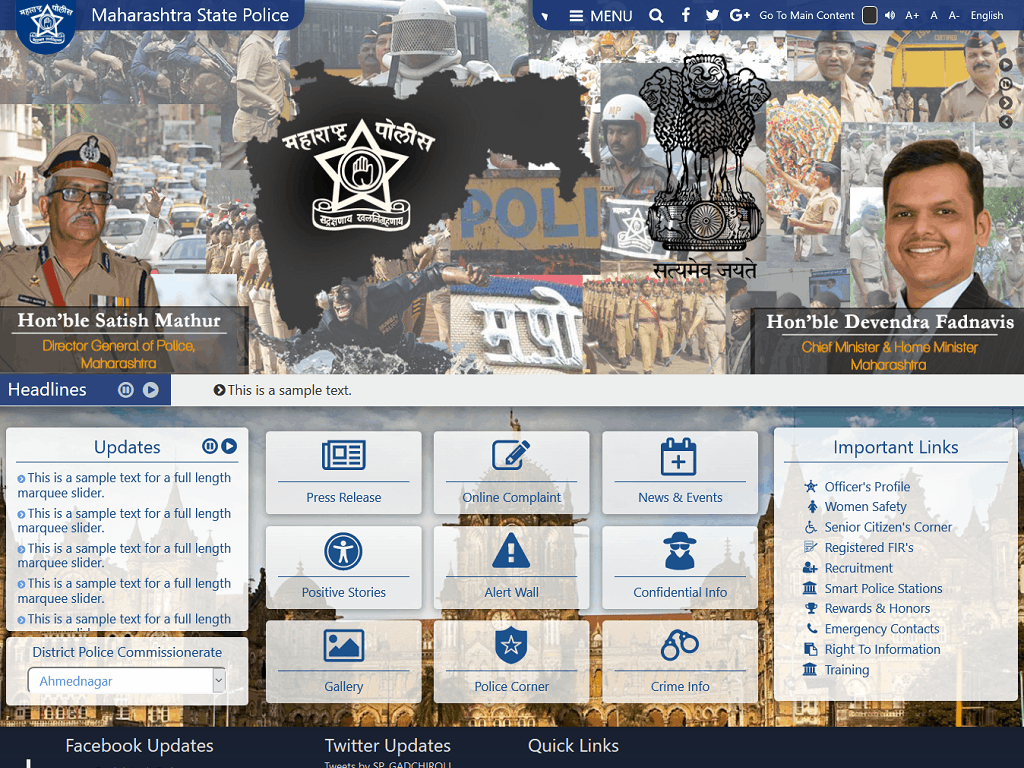 महाराष्ट्र पोलीस
Maharashtra State Police
MENU
Go To Main Content
A+
A
A-
English
महाराष्ट्र पोलीस
सद्रक्षणाय खलनिग्रहणाय
POLI
MP
मपो
सत्यमेव जयते
Hon'ble Satish Mathur
Director General of Police,
Maharashtra
Hon'ble Devendra Fadnavis
Chief Minister & Home Minister
Maharashtra
Headlines
This is a sample text.
Updates
This is a sample text for a full length
marquee slider.
This is a sample text for a full length
marquee slider.
This is a sample text for a full length
marquee slider.
This is a sample text for a full length
marquee slider.
This is a sample text for a full length
District Police Commissionerate
Ahmednagar
Press Release
Online Complaint
News & Events
Positive Stories
Alert Wall
Confidential Info
Gallery
Police Corner
Crime Info
Important Links
Officer's Profile
Women Safety
Senior Citizen's Corner
Registered FIR's
Recruitment
Smart Police Stations
Rewards & Honors
Emergency Contacts
Right To Information
Training
Facebook Updates
Twitter Updates
Tweets by SP_GADCHIROLI
Quick Links